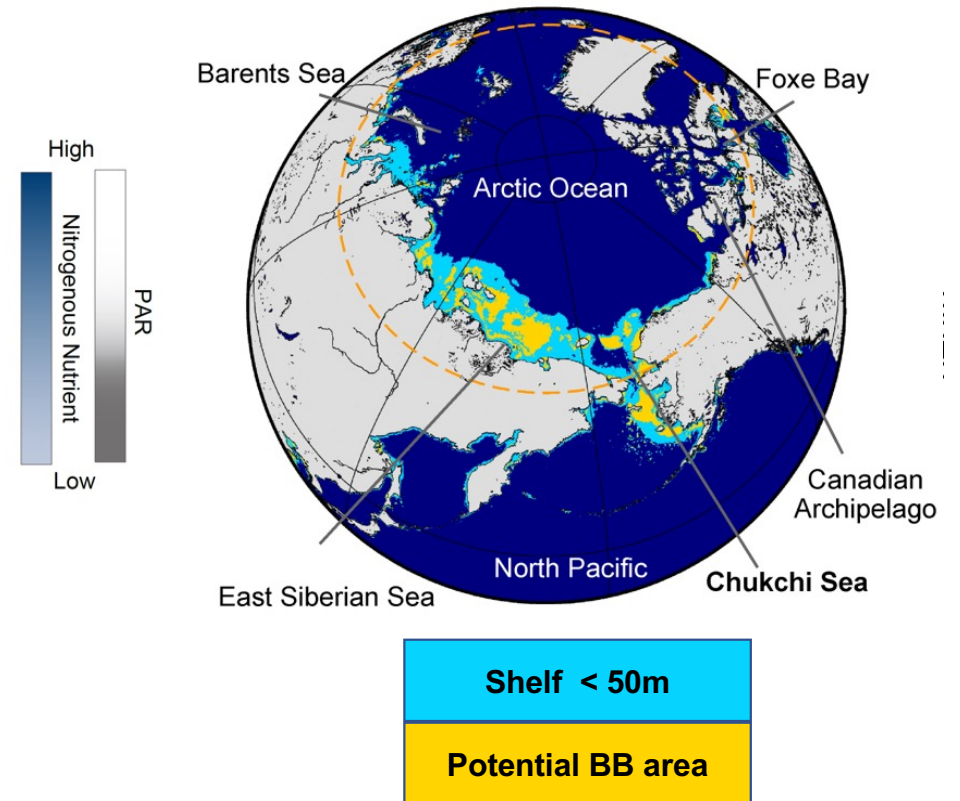 Barents Sea
Foxe Bay
High
Arctic Ocean
Nitrogenous Nutrient
PAR
Low
Canadian
Archipelago
North Pacific
Chukchi Sea
East Siberian Sea
Shelf < 50m
Potential BB area